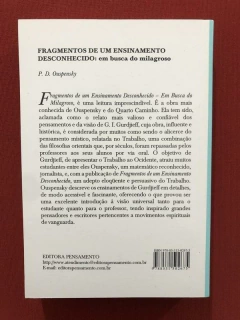 FRAGMENTOS DE UM ENSINAMENTO
DESCONHECIDO: em busca do milagroso
P. D. Ouspensky
Fragmentos de um Ensinamento Desconhecido – Em Busca do
Milagroso, é uma leitura imprescindível. É a obra mais
conhecida de Ouspensky e do Quarto Caminho. Ela tem
sido, aclamada como o relato mais valioso e confiável dos
pensamentos e da visão de G. I. Gurdjieff, cuja obra, influente e
histórica, é considerada por muitos como sendo o alicerce do
pensamento místico, relatado no Trabalho, uma combinação
das filosofias orientais que, por séculos, foram repassadas
pelos professores aos seus alunos por via oral. O objetivo de
Gurdjieff, de apresentar o Trabalho ao Ocidente, atraiu muitos
estudantes entre eles Ouspensky, um matemático reconhecido,
jornalista, e, com a publicação de Fragmentos de um Ensinamento
Desconhecido, um adepto eloqüente e persuasivo do Trabalho.
Ouspensky descreve os ensinamentos de Gurdjieff em detalhes,
de modo acessível e fascinante, oferecendo o que provou ser
uma excelente introdução à visão universal tanto para o
estudante quanto para o professor, tendo inspirado grandes
pensadores e escritores pertencentes a movimentos espirituais
de vanguarda.
EDITORA PENSAMENTO
E-mail: